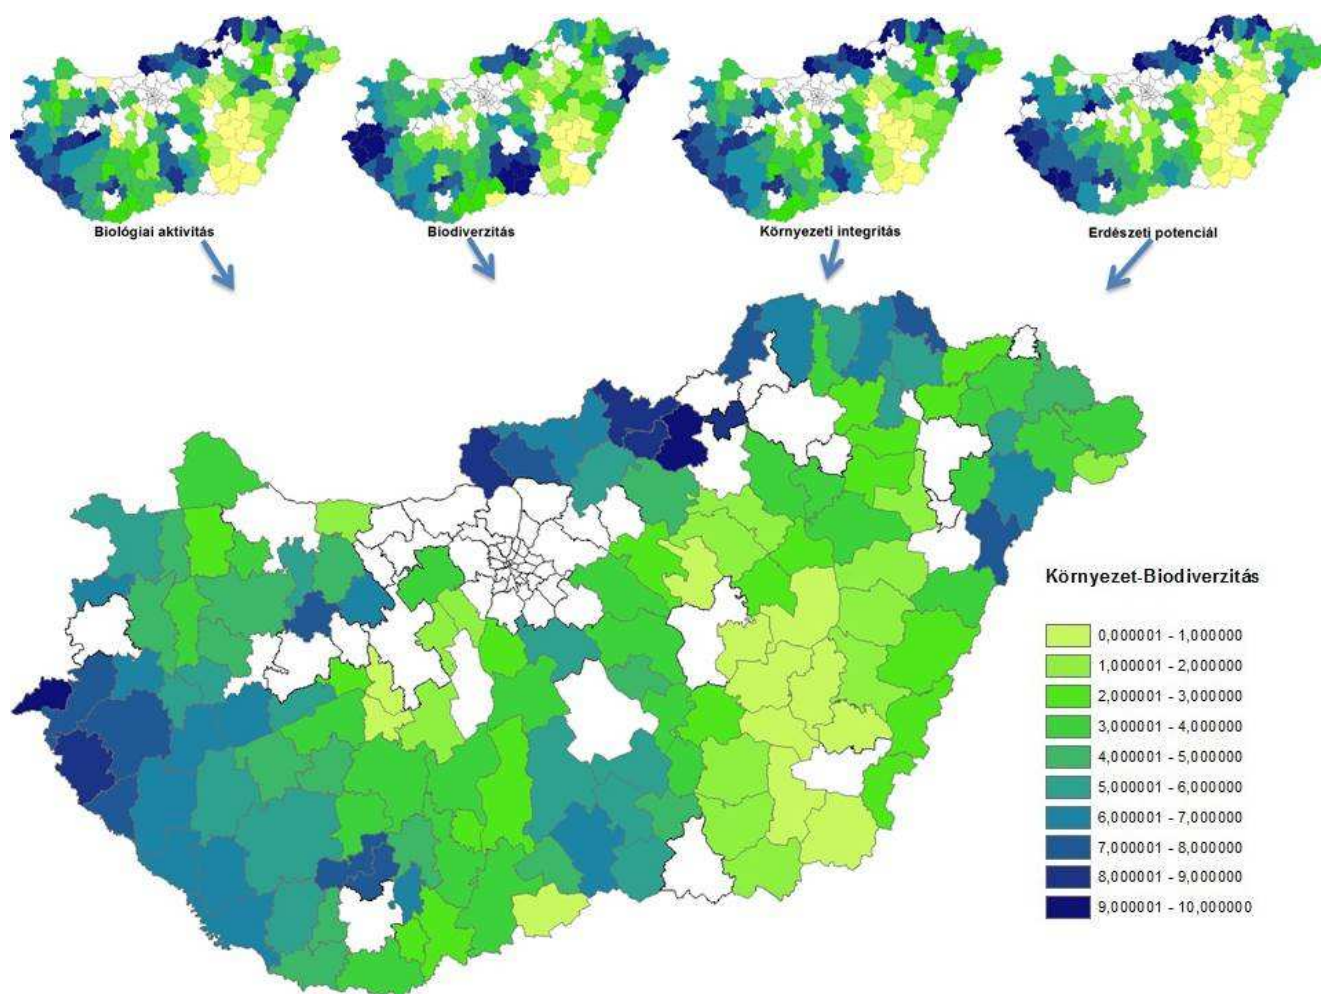 Biológiai aktivitás
Biodiverzitás
Környezeti integritás
Erdészeti potenciál
Környezet-Biodiverzitás
0,000001 - 1,000000
1,000001 - 2,000000
2,000001 - 3,000000
3,000001 - 4,000000
4,000001 - 5,000000
5,000001 - 6,000000
6,000001 - 7,000000
7,000001 - 8,000000
8,000001 - 9,000000
9,000001 - 10,000000